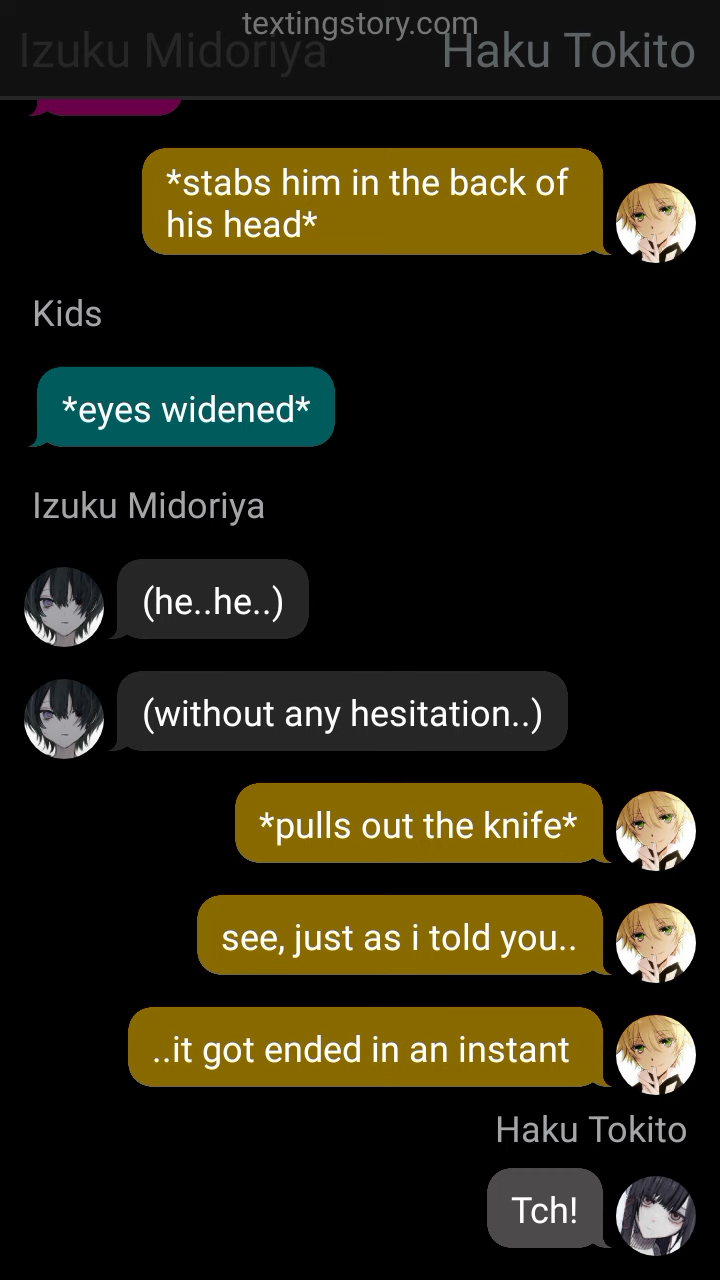 textingstory.com
Izuku Midoriya
Haku Tokito
*stabs him in the back of
his head*
Kids
*eyes widened*
Izuku Midoriya
(he..he..)
(without any hesitation..)
*pulls out the knife*
see, just as i told you..
..it got ended in an instant
Haku Tokito
Tch!